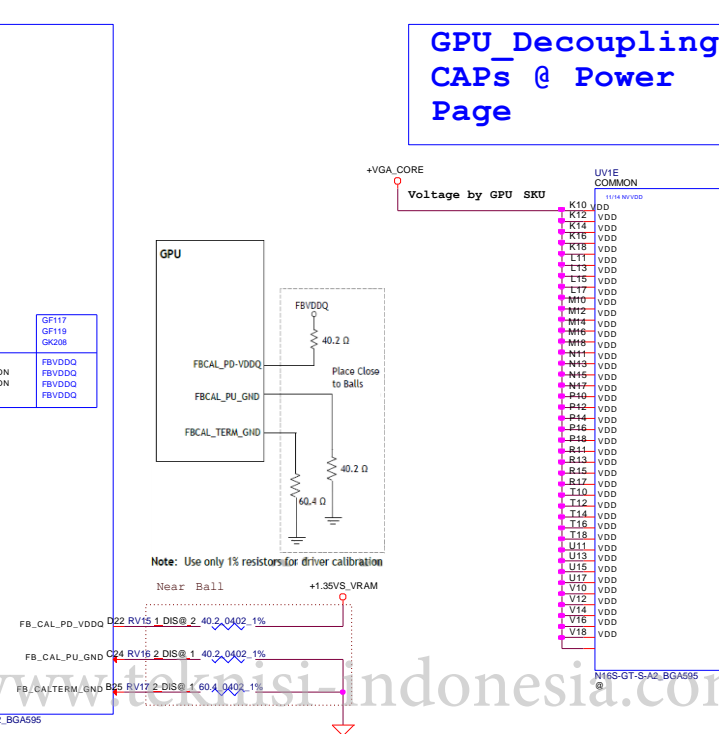 GPU_Decoupling
CAPs @ Power
Page
+VGA_CORE
Voltage by GPU SKU
UV1E
COMMON
11/14 NVVDD
K10 VDD
K12 VDD
K14 VDD
K16 VDD
K18 VDD
L11 VDD
L13 VDD
L15 VDD
L17 VDD
M10 VDD
M12 VDD
M14 VDD
M16 VDD
M18 VDD
N11 VDD
N13 VDD
N15 VDD
N17 VDD
P10 VDD
P12 VDD
P14 VDD
P16 VDD
P18 VDD
R11 VDD
R13 VDD
R15 VDD
R17 VDD
T10 VDD
T12 VDD
T14 VDD
T16 VDD
T18 VDD
U11 VDD
U13 VDD
U15 VDD
U17 VDD
V10 VDD
V12 VDD
V14 VDD
V16 VDD
V18 VDD
N16S-GT-S-A2_BGA595
@
GPU
FBVDDQ
40.2 Ω
FBCAL_PD-VDDQ
Place Close
to Balls
FBCAL_PU_GND
FBCAL_TERM_GND
40.2 Ω
60.4 Ω
Note: Use only 1% resistors for driver calibration
GF117
GF119
GK208
FBVDDQ
ON FBVDDQ
ON FBVDDQ
FBVDDQ
Near Ball
+1.35VS_VRAM
FB_CAL_PD_VDDQ D22 RV15 1 DIS@ 2 40.2_0402_1%
FB_CAL_PU_GND C24 RV16 2 DIS@ 1 40.2_0402_1%
FB_CALTERM_GND B25 RV17 2 DIS@ 1 60.4_0402_1%
2_BGA595
www.teknisi-indonesia.com